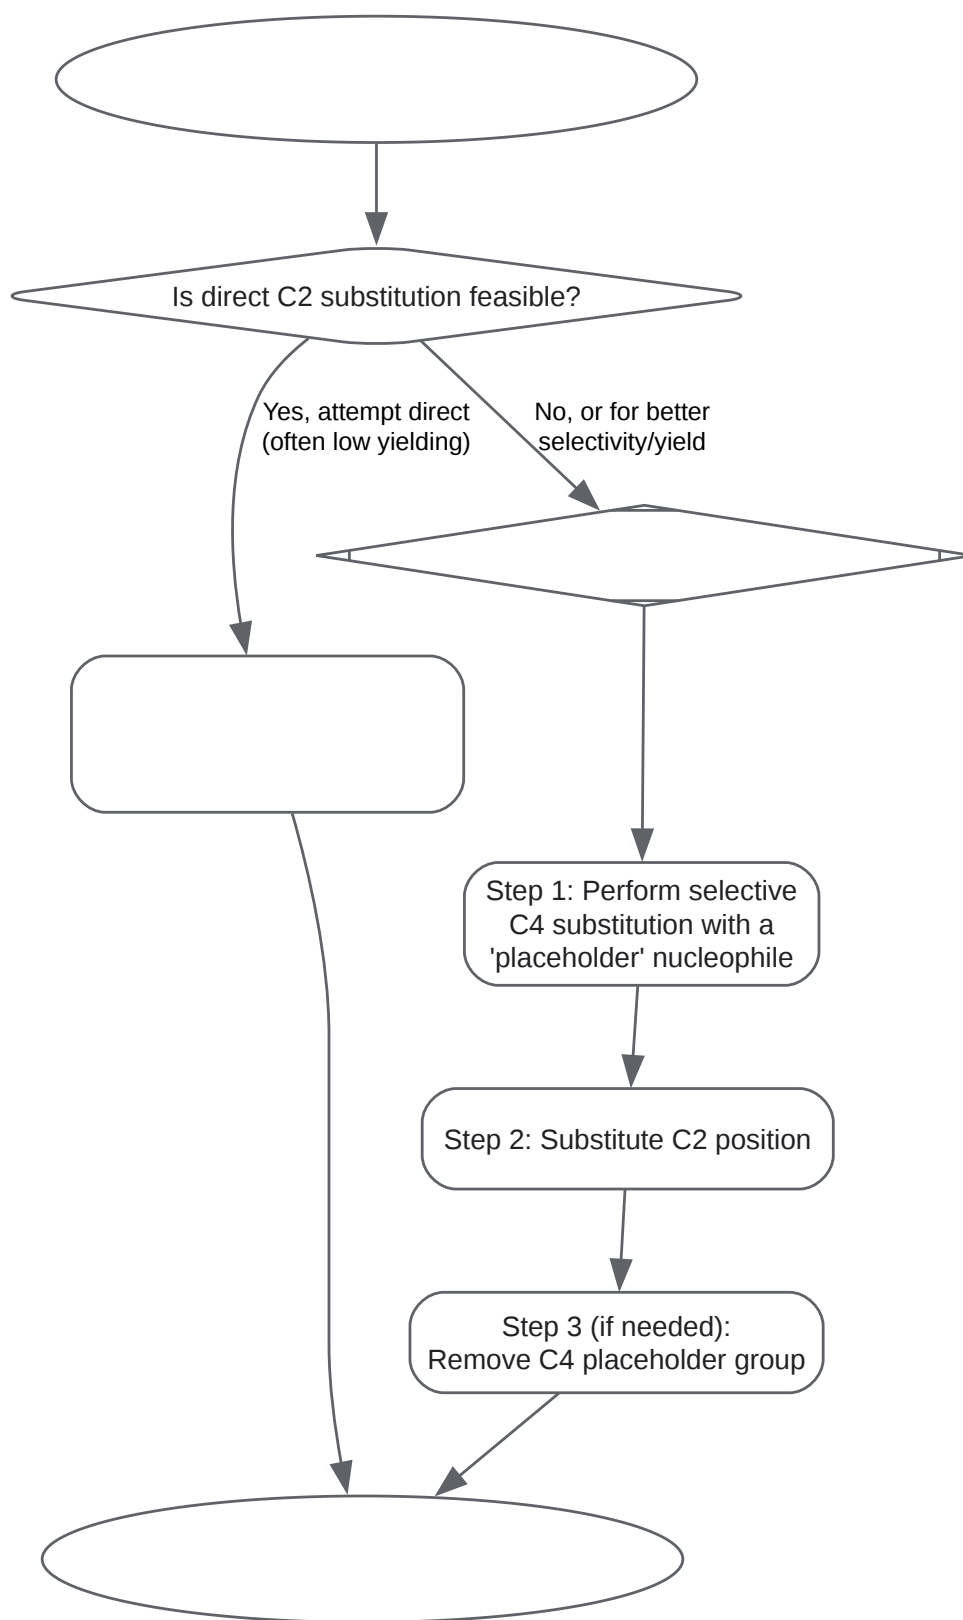 Is direct C2 substitution feasible?
Yes, attempt direct
(often low yielding)
No, or for better
selectivity/yield
Step 1: Perform selective
C4 substitution with a
'placeholder' nucleophile
Step 2: Substitute C2 position
Step 3 (if needed):
Remove C4 placeholder group